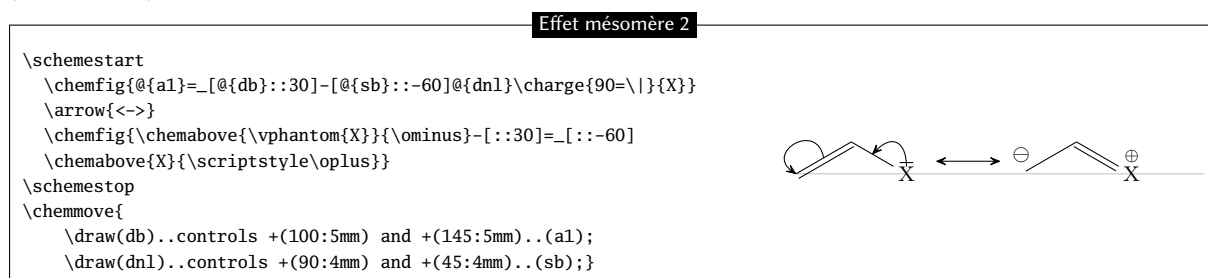 Effet mésomère 2
\schemestart
\chemfig{@{a1}=_[@{db}::30]-[@{sb}::-60]@{dnl}\charge{90=\|}{X}}
\arrow{<->}
\chemfig{\chemabove{\vphantom{X}}{\ominus}-[::30]=_[::-60]
\chemabove{X}{\scriptstyle\oplus}}
\schemestop
\chemmove{
\draw(db)..controls +(100:5mm) and +(145:5mm)..(a1);
\draw(dnl)..controls +(90:4mm) and +(45:4mm)..(sb);}
⊖ ⊕
X X